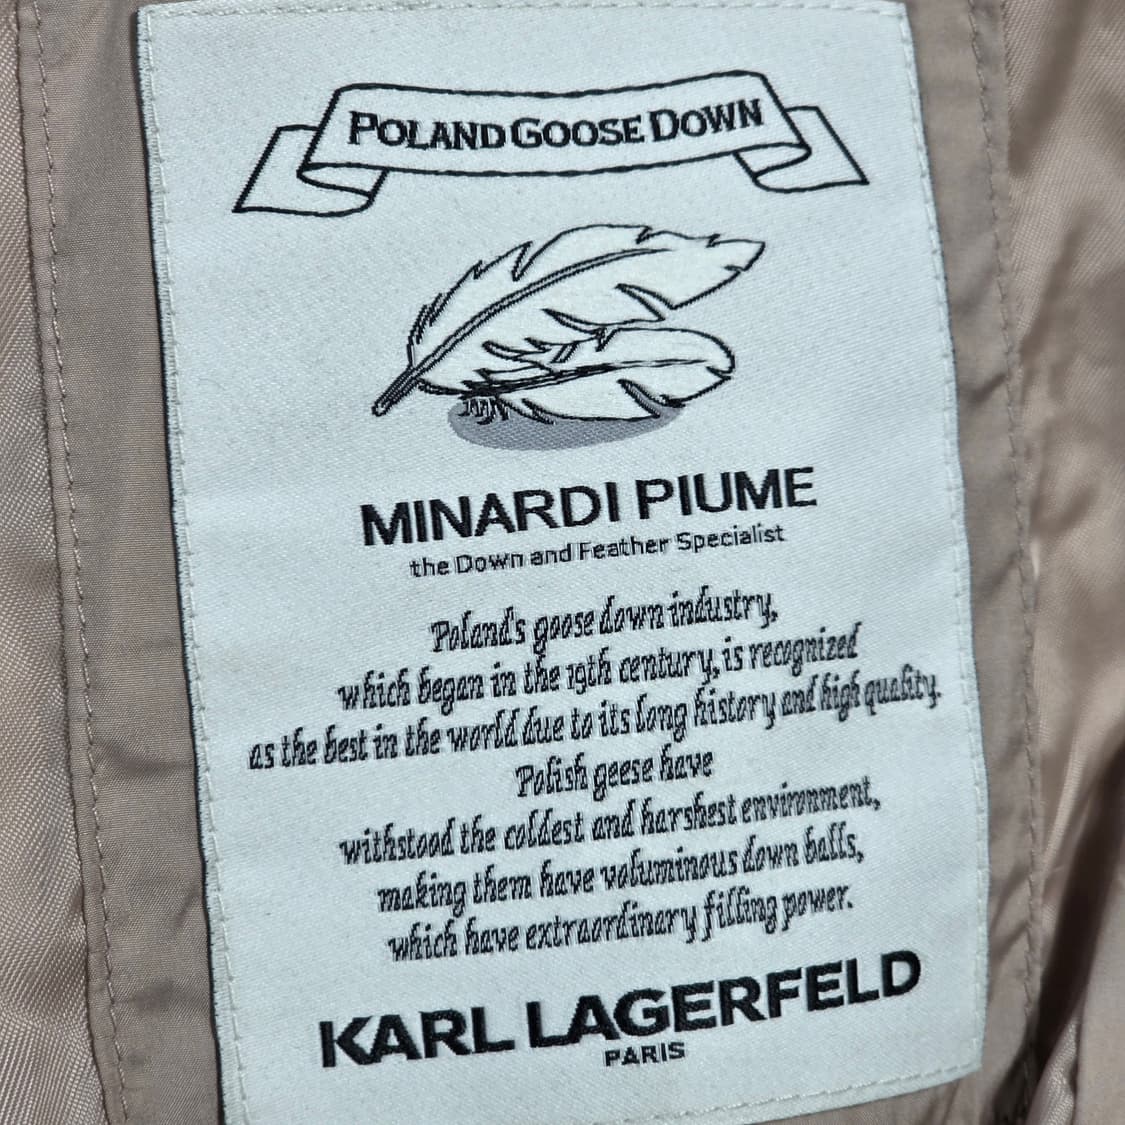 POLAND GOOSE DOWN
MINARDI PIUME
the Down and Feather Specialist
Poland's goose down industry,
which began in the 19th century, is recognized
as the best in the world due to its long history and high quality.
Polish geese have
withstood the coldest and harshest environment,
making them have voluminous down balls,
which have extraordinary filling power.
KARL LAGERFELD
PARIS